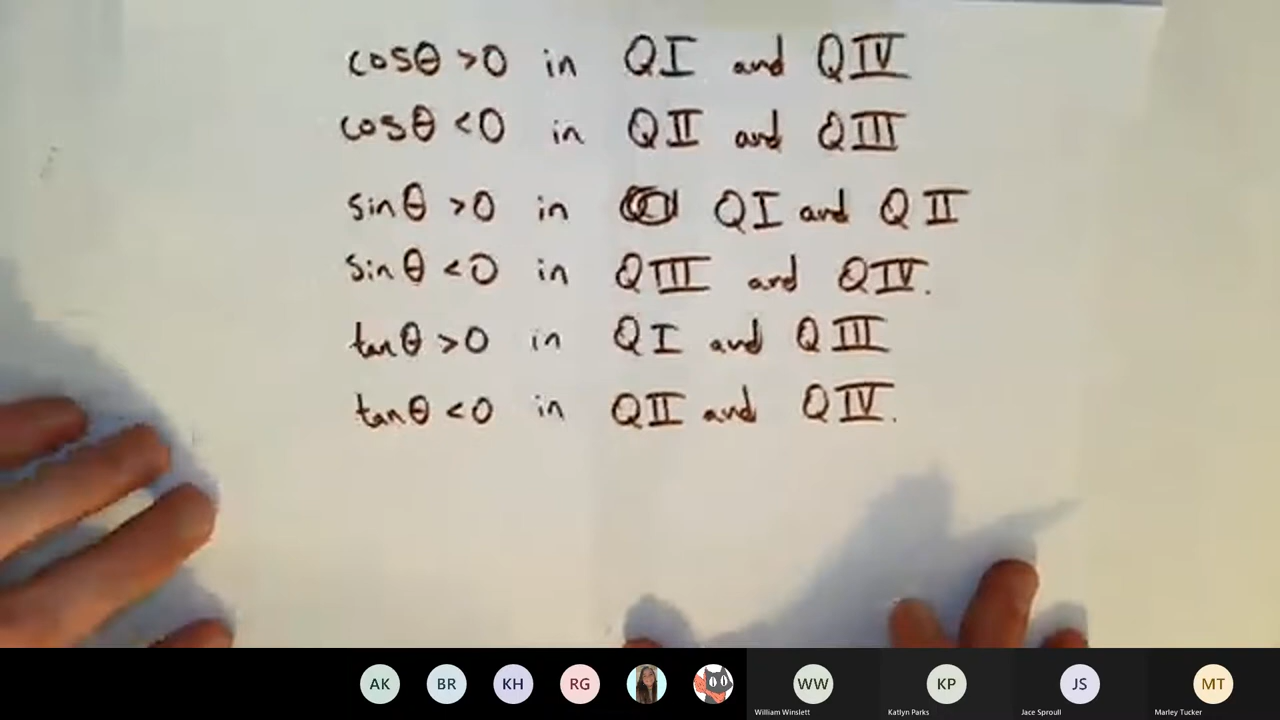 cosθ >0 in QI and QIV
cosθ <0 in QII and QIII
sinθ >0 in QI and QII
sinθ <0 in QIII and QIV.
tanθ >0 in QI and QIII
tanθ <0 in QII and QIV.
AK BR KH RG WW KP JS MT
William Winslett Katlyn Parks Jace Sproull Marley Tucker